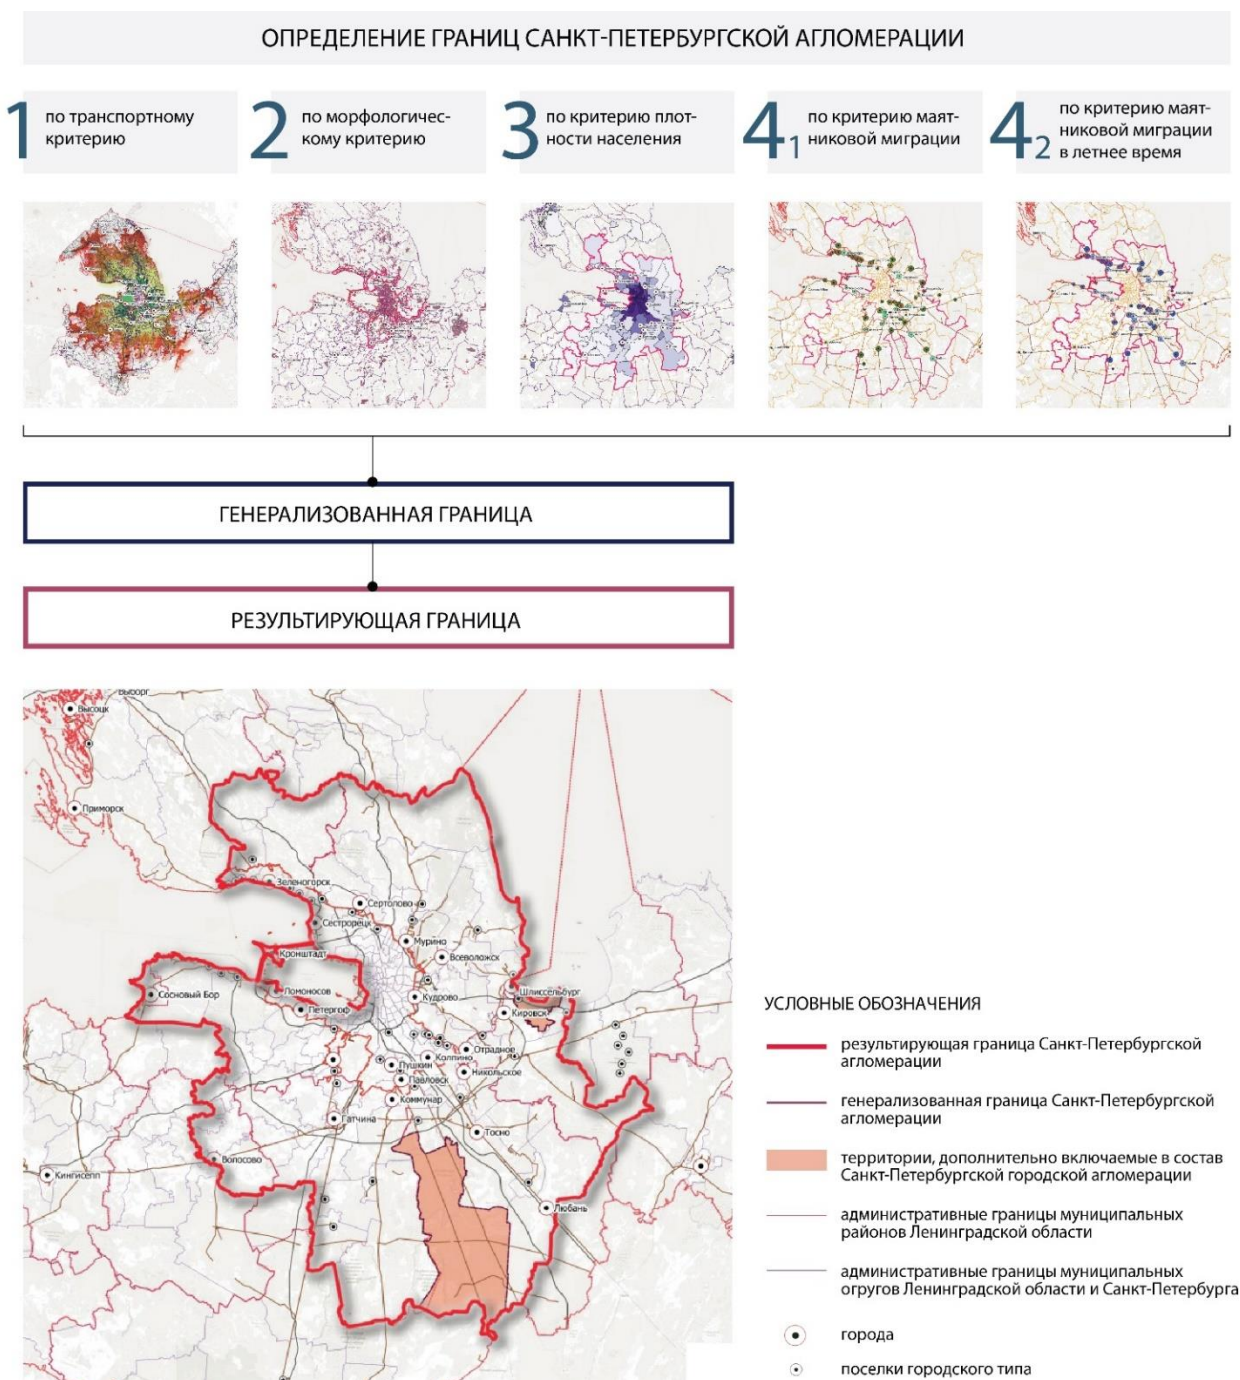 ОПРЕДЕЛЕНИЕ ГРАНИЦ САНКТ-ПЕТЕРБУРГСКОЙ АГЛОМЕРАЦИИ
1
по транспортному
критерию
2
по морфологичес-
кому критерию
3
по критерию плот-
ности населения
4 1
по критерию маят-
никовой миграции
4 2
по критерию маят-
никовой миграции
в летнее время
ГЕНЕРАЛИЗОВАННАЯ ГРАНИЦА
РЕЗУЛЬТИРУЮЩАЯ ГРАНИЦА
Выборг
Высоцк
Приморск
Зеленогорск
Сертолово
Сестрорецк
Мурино
Кронштадт
Всеволожск
Сосновый Бор
Ломоносов
Кудрово
Шлиссельбург
Петергоф
Кировск
Отрадное
Колпино
Пушкин
Никольское
Павловск
Коммунар
Гатчина
Тосно
Волосово
Кингисепп
Любань
УСЛОВНЫЕ ОБОЗНАЧЕНИЯ
результирующая граница Санкт-Петербургской
агломерации
генерализованная граница Санкт-Петербургской
агломерации
территории, дополнительно включаемые в состав
Санкт-Петербургской городской агломерации
административные границы муниципальных
районов Ленинградской области
административные границы муниципальных
огругов Ленинградской области и Санкт-Петербурга
города
поселки городского типа